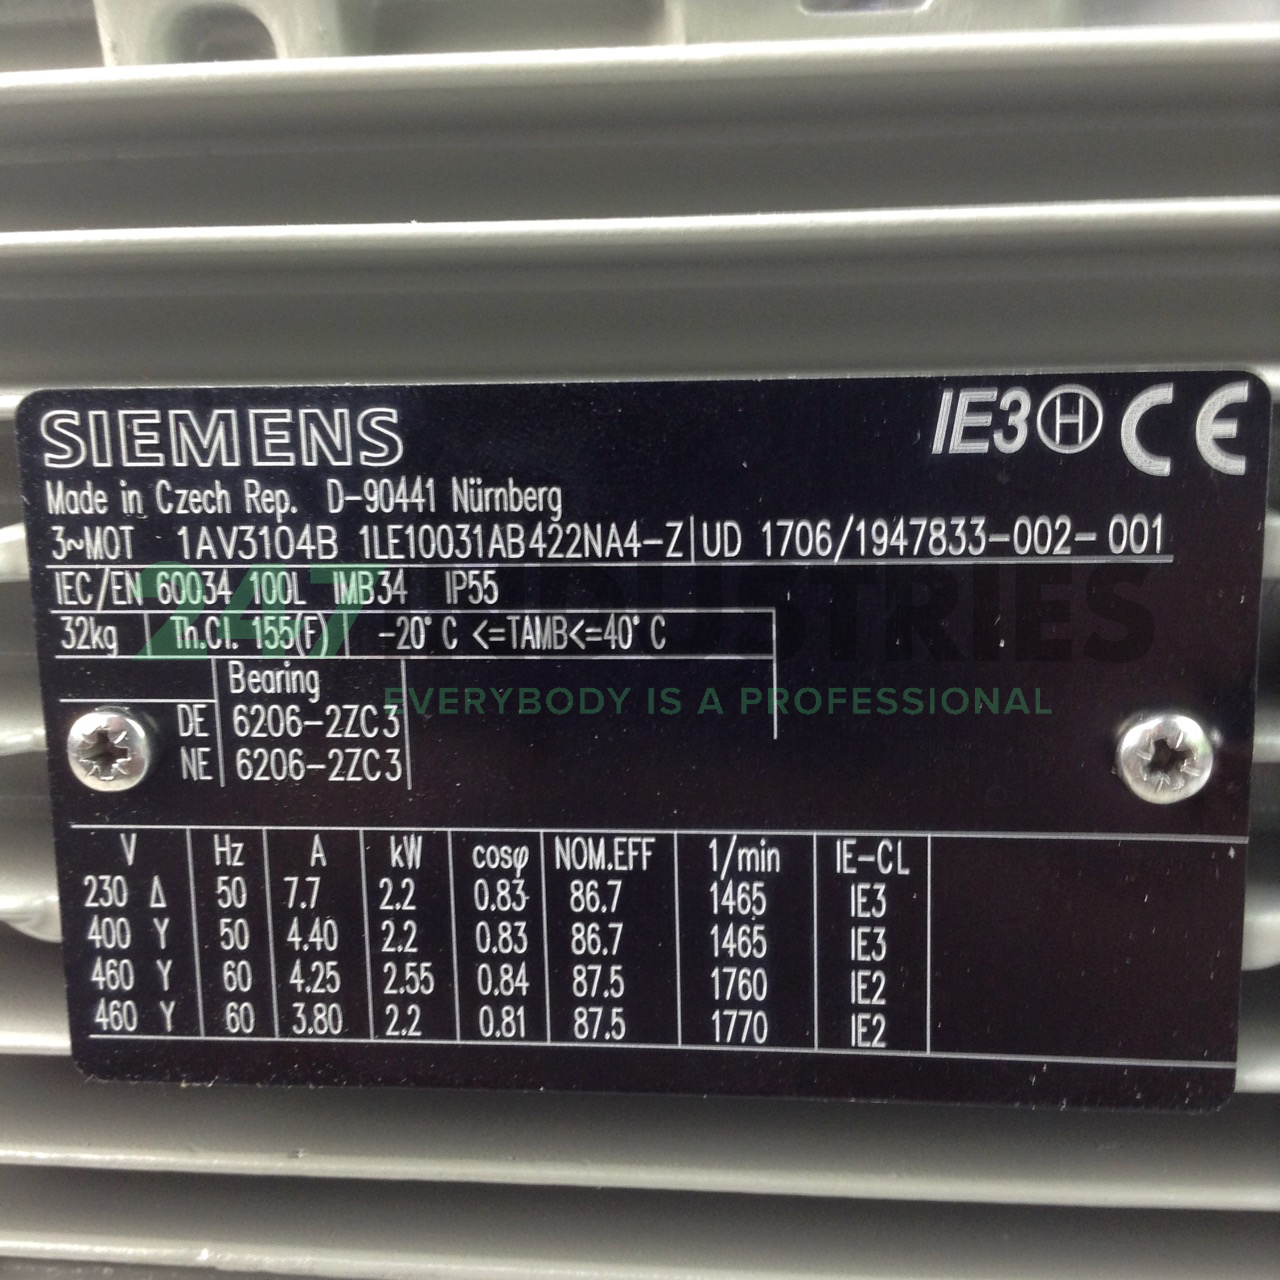 SIEMENS IE3 H CE
Made in Czech Rep. D-90441 Nürnberg
3~MOT 1AV3104B 1LE10031AB422NA4-Z UD 1706/1947833-002-001
IEC/EN 60034 100L IMB34 IP55
247 INDUSTRIES
32kg Th.Cl. 155(F) -20°C <=TAMB<=40°C
EVERYBODY IS A PROFESSIONAL
Bearing
DE 6206-2ZC3
NE 6206-2ZC3
V Hz A kW cosφ NOM.EFF 1/min IE-CL
230 Δ 50 7.7 2.2 0.83 86.7 1465 IE3
400 Y 50 4.40 2.2 0.83 86.7 1465 IE3
460 Y 60 4.25 2.55 0.84 87.5 1760 IE2
460 Y 60 3.80 2.2 0.81 87.5 1770 IE2